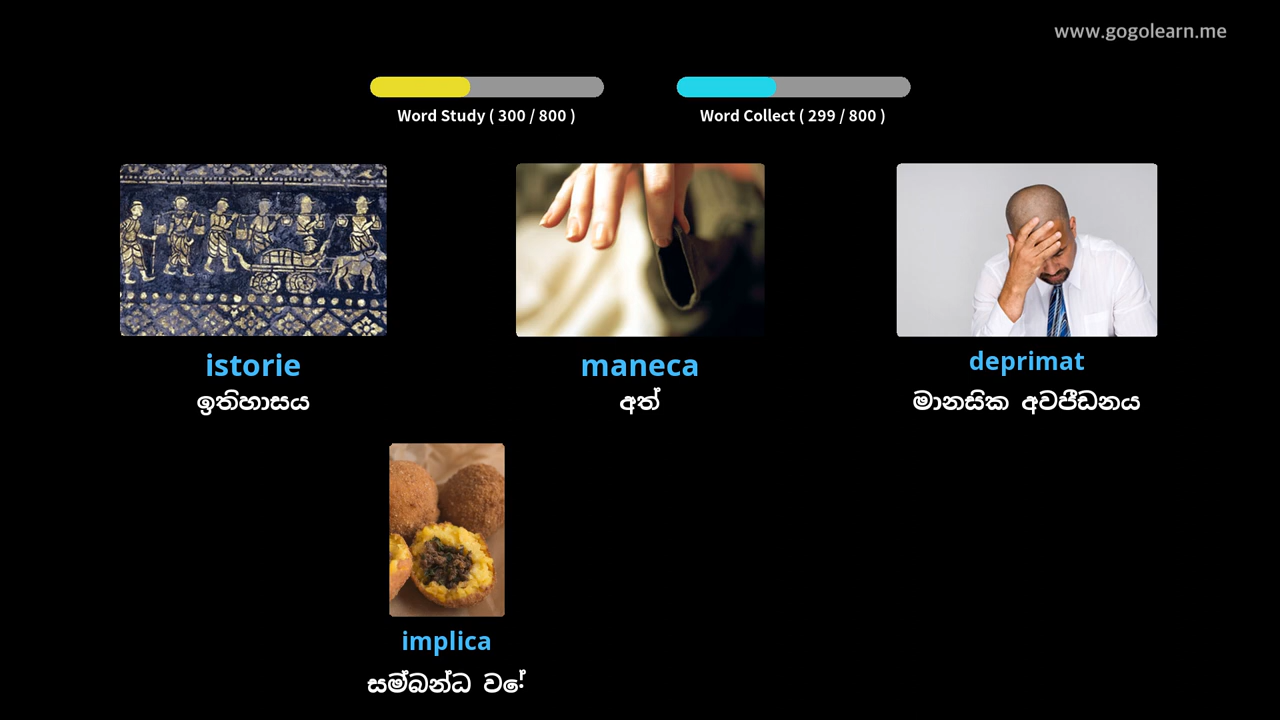 www.gogolearn.me
Word Study ( 300 / 800 )
Word Collect ( 299 / 800 )
istorie
ඉතිහාසය
maneca
අත්
deprimat
මානසික අවපීඩනය
implica
සම්බන්ධ වේ!